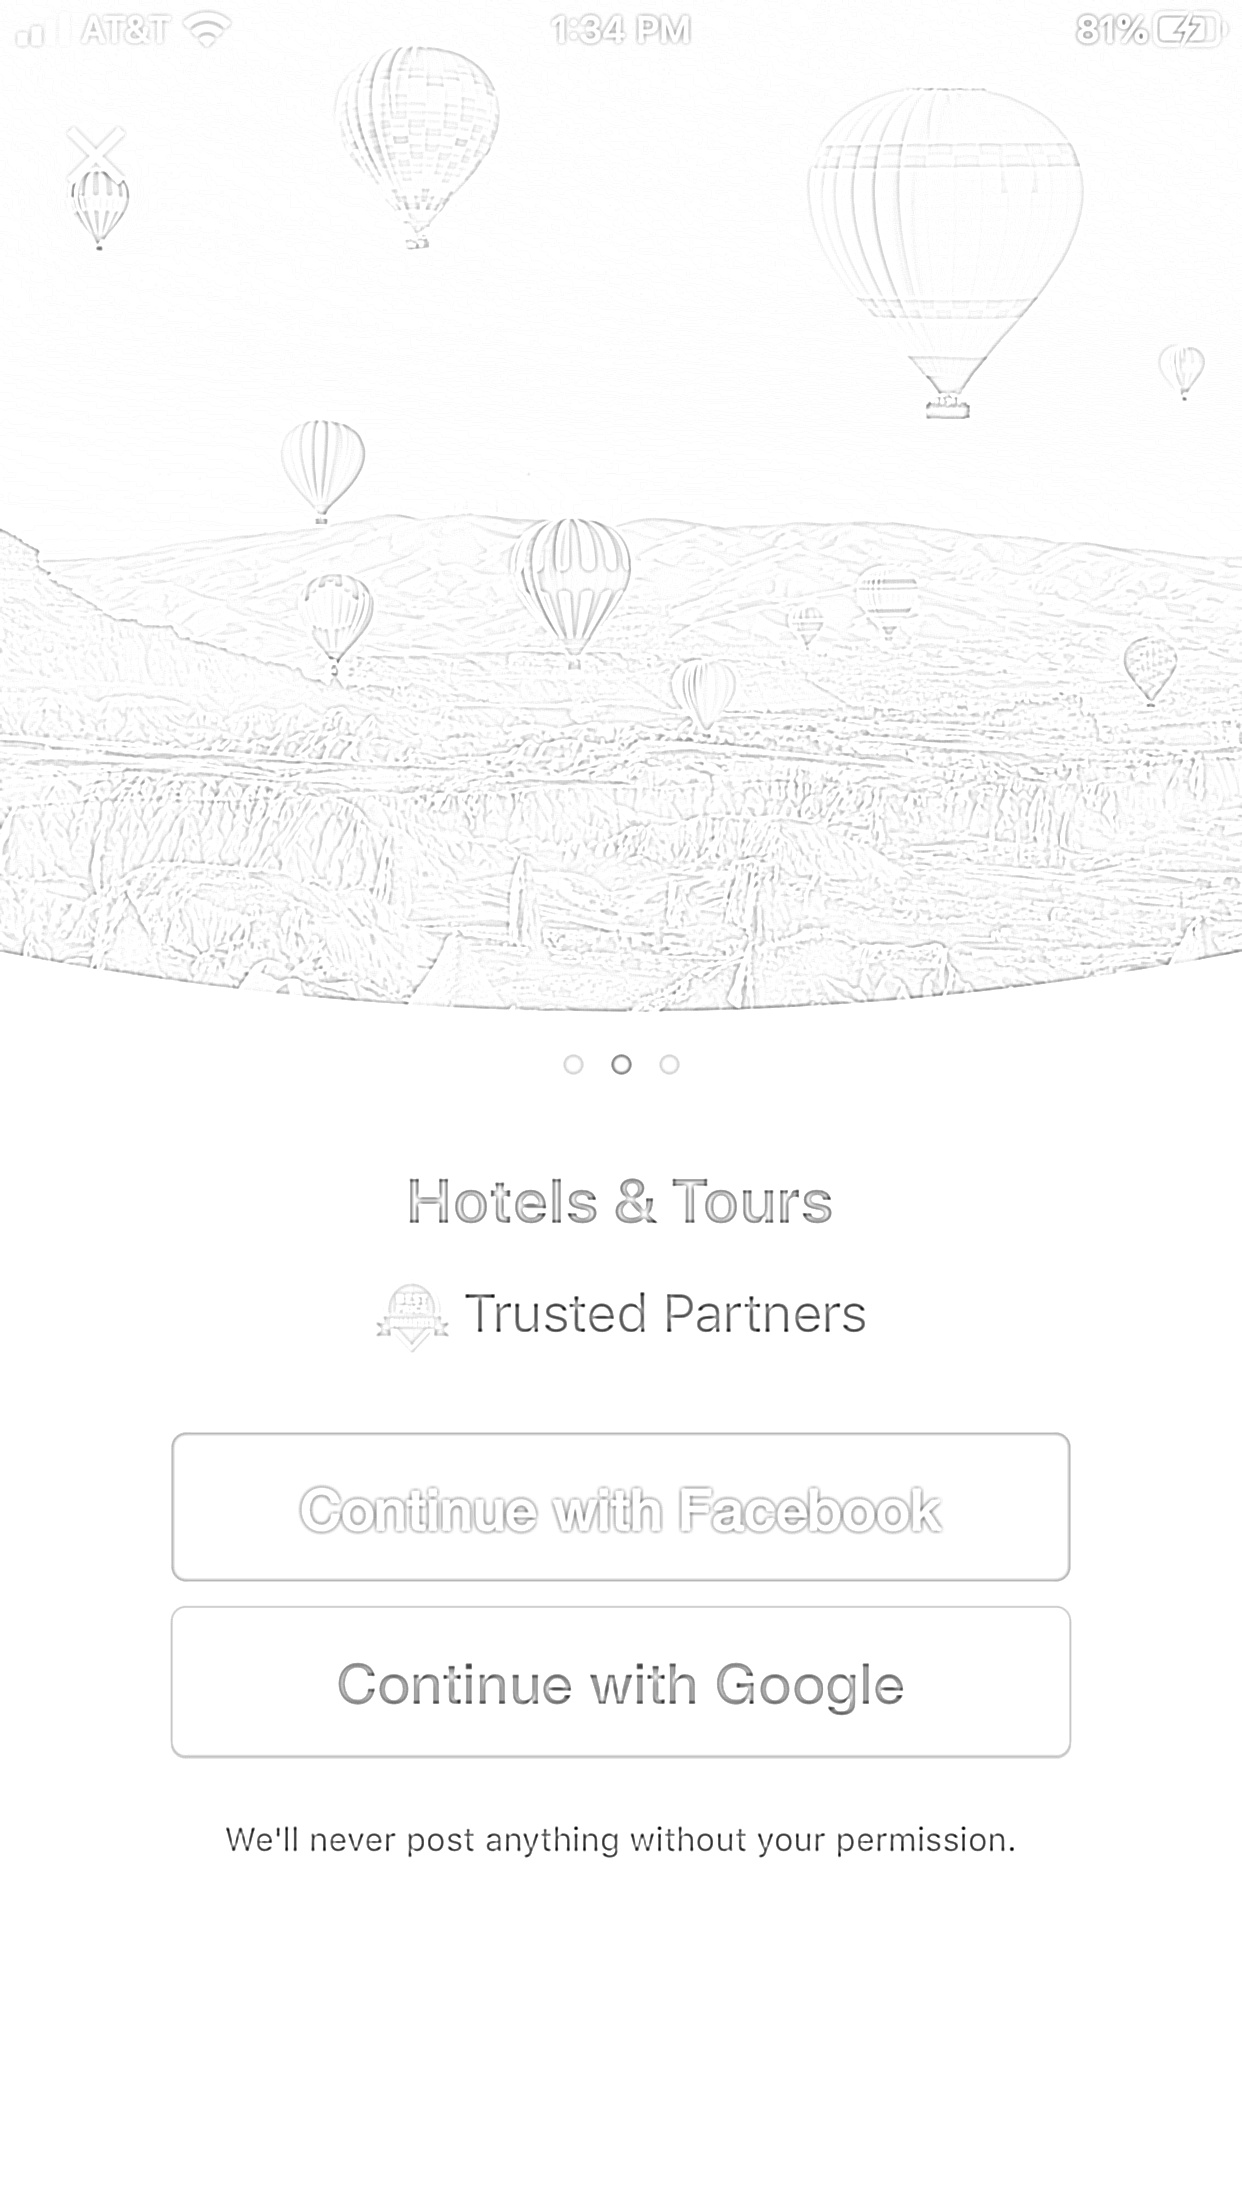 AT&T 1:34 PM 81%
Hotels & Tours
BEST
Trusted Partners
Continue with Facebook
Continue with Google
We'll never post anything without your permission.